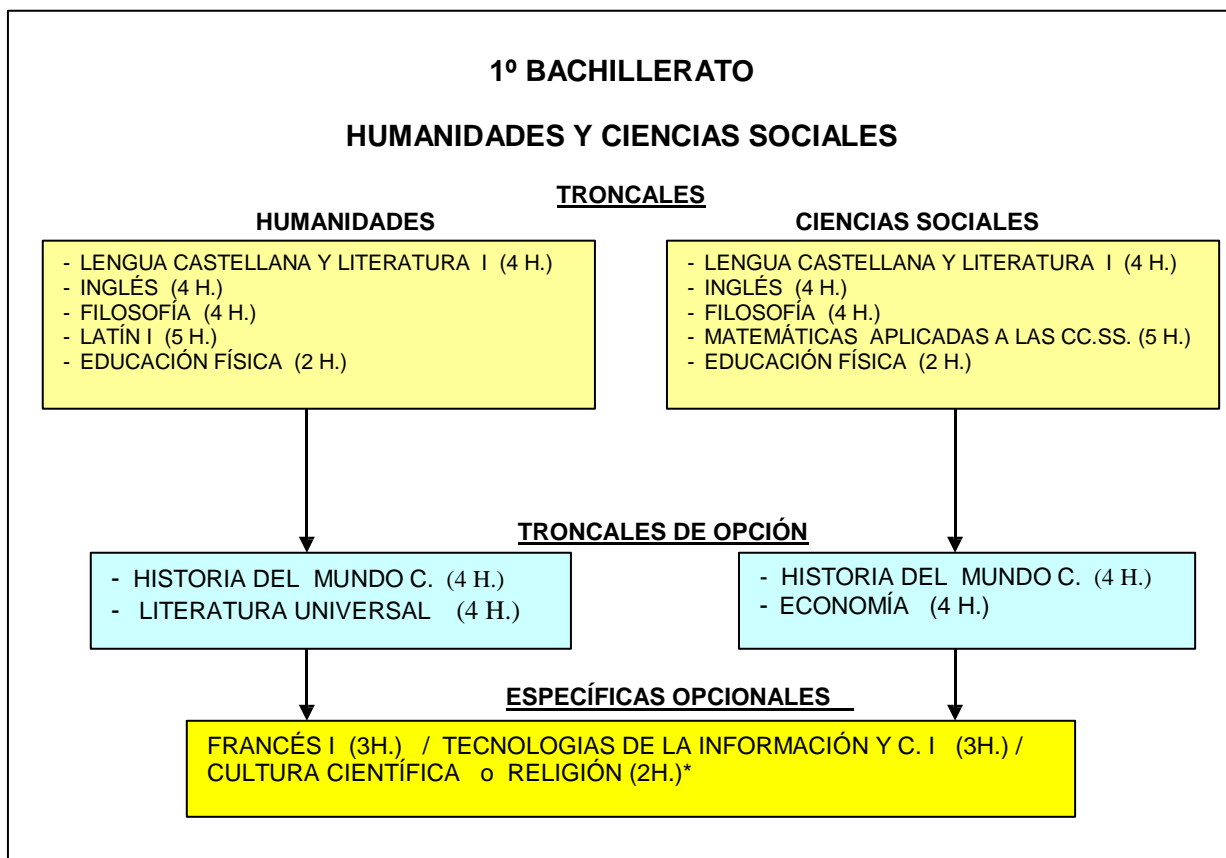 1º BACHILLERATO
HUMANIDADES Y CIENCIAS SOCIALES
TRONCALES
HUMANIDADES
- LENGUA CASTELLANA Y LITERATURA I (4 H.)
- INGLÉS (4 H.)
- FILOSOFÍA (4 H.)
- LATÍN I (5 H.)
- EDUCACIÓN FÍSICA (2 H.)
CIENCIAS SOCIALES
- LENGUA CASTELLANA Y LITERATURA I (4 H.)
- INGLÉS (4 H.)
- FILOSOFÍA (4 H.)
- MATEMÁTICAS APLICADAS A LAS CC.SS. (5 H.)
- EDUCACIÓN FÍSICA (2 H.)
TRONCALES DE OPCIÓN
- HISTORIA DEL MUNDO C. (4 H.)
- LITERATURA UNIVERSAL (4 H.)
- HISTORIA DEL MUNDO C. (4 H.)
- ECONOMÍA (4 H.)
ESPECÍFICAS OPCIONALES
FRANCÉS I (3H.) / TECNOLOGIAS DE LA INFORMACIÓN Y C. I (3H.) /
CULTURA CIENTÍFICA o RELIGIÓN (2H.)*